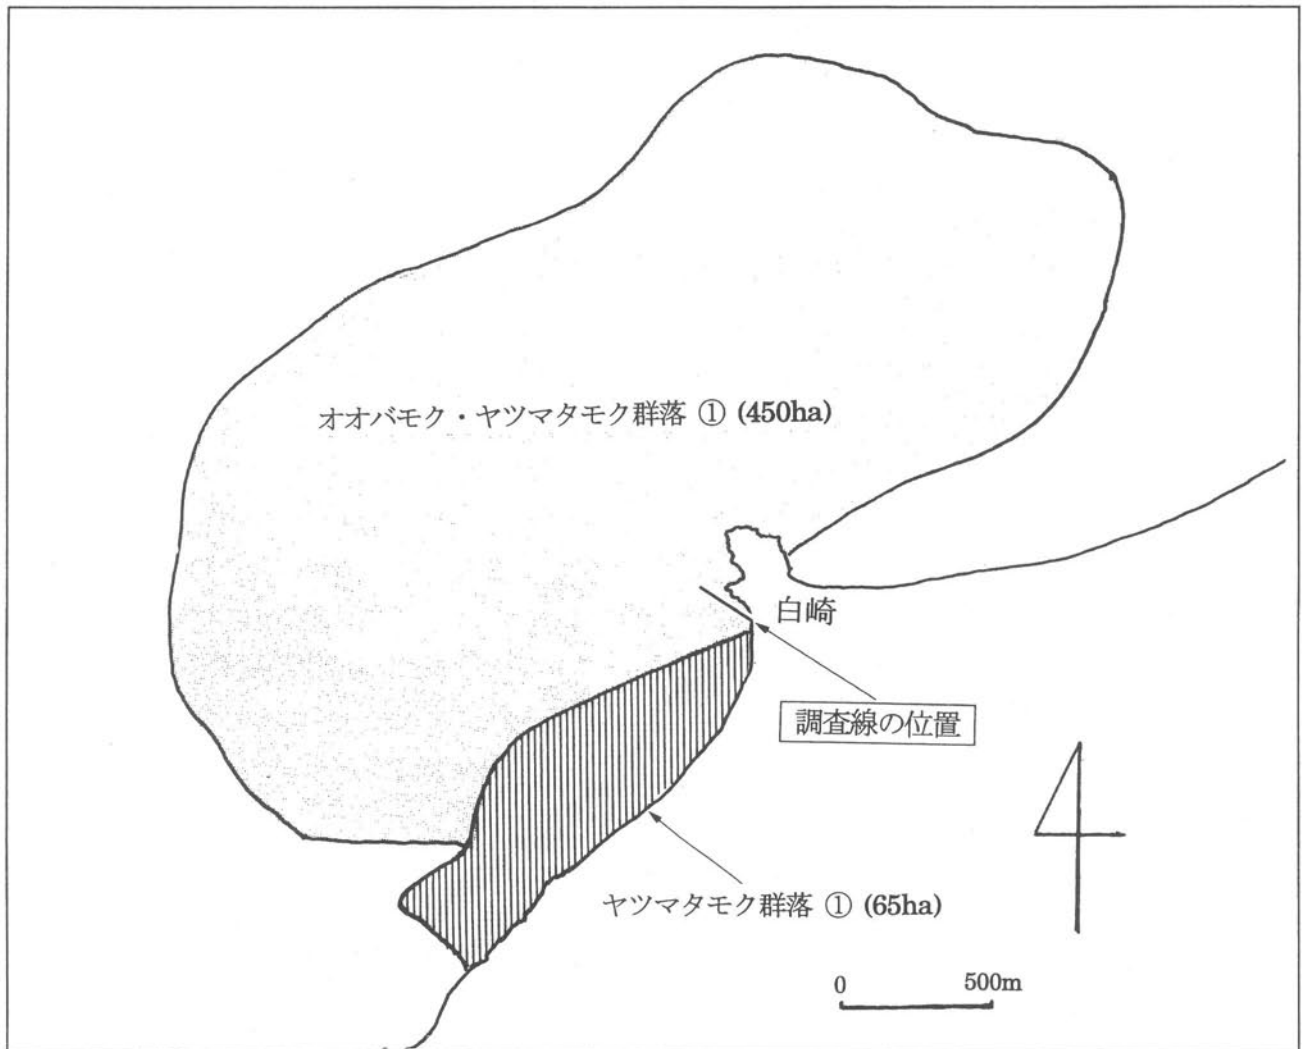 オオバモク・ヤツマタモク群落 ① (450ha)
白崎
調査線の位置
ヤツマタモク群落 ① (65ha)
0 500m